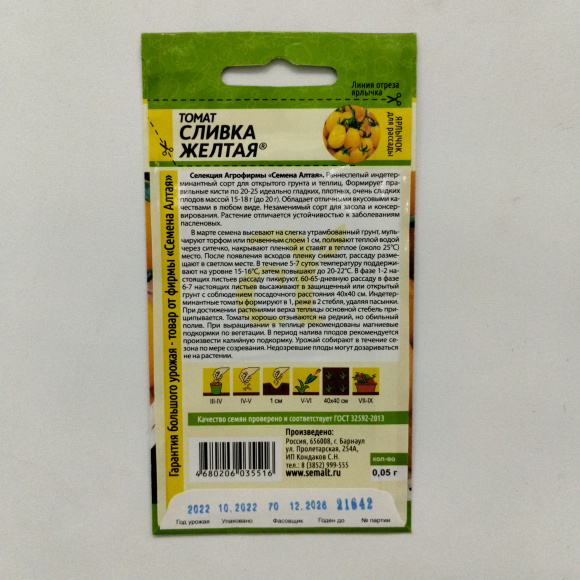 Линия отреза
ярлычка
ТОМАТ
СЛИВКА
ЖЕЛТАЯ®
ЯРЛЫЧОК
для рассады
Гарантия большого урожая - товар от фирмы «Семена Алтая»
Селекция Агрофирмы «Семена Алтая». Раннеспелый индетер-
минантный сорт для открытого грунта и теплиц. Формирует пра-
вильные кисти по 20-25 идеально гладких, плотных, очень сладких
плодов массой 15-18 г (до 20 г). Обладает отличными вкусовыми ка-
чествами в любом виде. Незаменимый сорт для засола и консер-
вирования. Растение отличается устойчивостью к заболеваниям
пасленовых.
В марте семена высевают на слегка утрамбованный грунт, муль-
чируют торфом или почвенным слоем 1 см, поливают теплой водой
через ситечко, накрывают пленкой и ставят в теплое (около 25°С)
место. После появления всходов пленку снимают, рассаду разме-
щают в светлом месте. В течение 5-7 суток температуру поддержи-
вают на уровне 15-16°С, затем повышают до 20-22°С. В фазе 1-2 на-
стоящих листьев рассаду пикируют. 60-65-дневную рассаду в фазе
6-7 настоящих листьев высаживают в защищенный или открытый
грунт с соблюдением посадочного расстояния 40х40 см. Индетер-
минантные томаты формируют в 1, реже в 2 стебля, удаляя пасынки.
При достижении растениями верха теплицы основной стебель при-
щипывается. Томаты хорошо отзываются на редкий, но обильный
полив. При выращивании в теплице рекомендованы магниевые
подкормки по вегетации. В период налива плодов рекомендуется
произвести калийную подкормку. Урожай собирают в течение се-
зона по мере созревания. Недозревшие плоды могут дозаривать-
ся не на растении.
III-IV IV-V 1 см V-VI 40х40 см VII-IX
Качество семян проверено и соответствует ГОСТ 32592-2013
Произведено:
Россия, 656008, г. Барнаул
ул. Пролетарская, 254А,
ИП Кондаков С.Н.
тел.: 8 (3852) 999-555
www.semalt.ru
кол-во
0,05 г
4680206035516
2022 10.2022 70 12.2026 21642
Год урожая Упаковано Фасовщик Годен до № партии